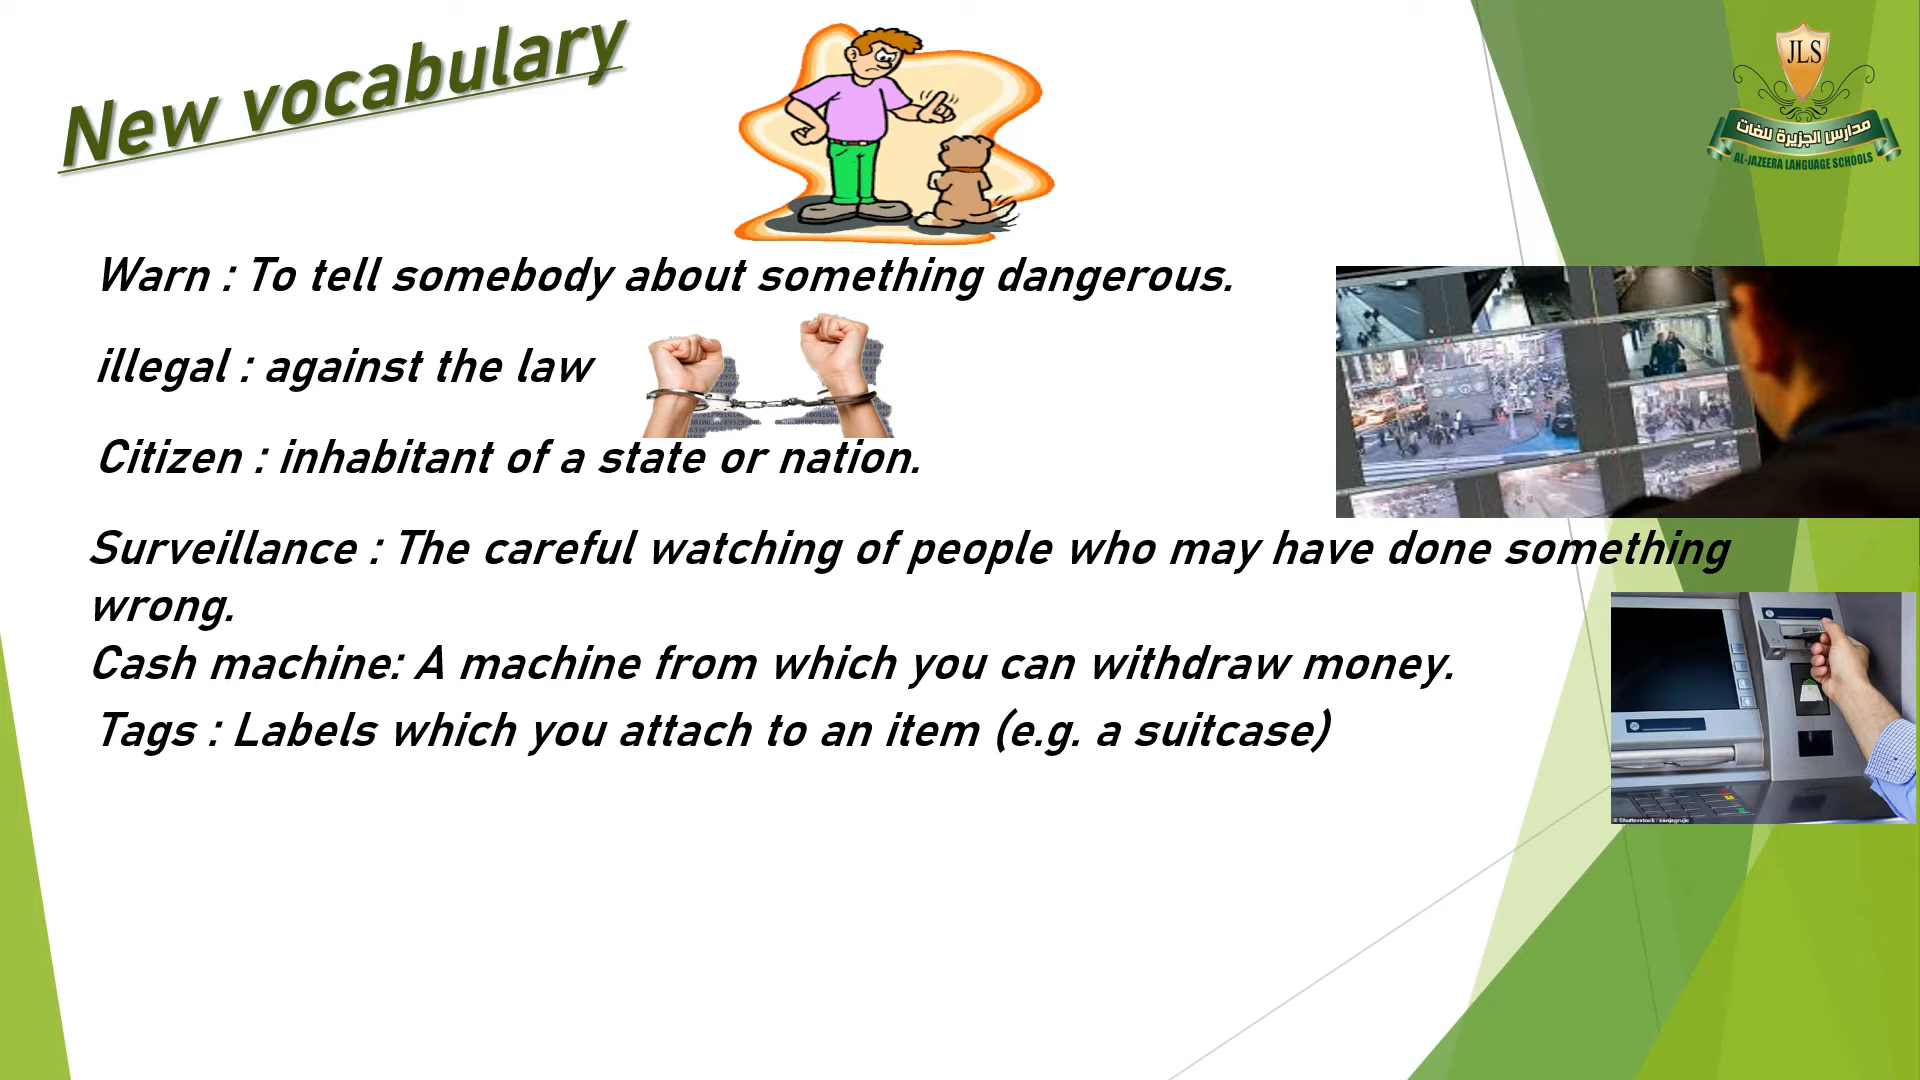 New vocabulary
JLS
مدارس الجزيرة للغات
AL-JAZEERA LANGUAGE SCHOOLS
Warn : To tell somebody about something dangerous.
illegal : against the law
Citizen : inhabitant of a state or nation.
Surveillance : The careful watching of people who may have done something
wrong.
Cash machine: A machine from which you can withdraw money.
Tags : Labels which you attach to an item (e.g. a suitcase)
© Shutterstock / sanjagrujic